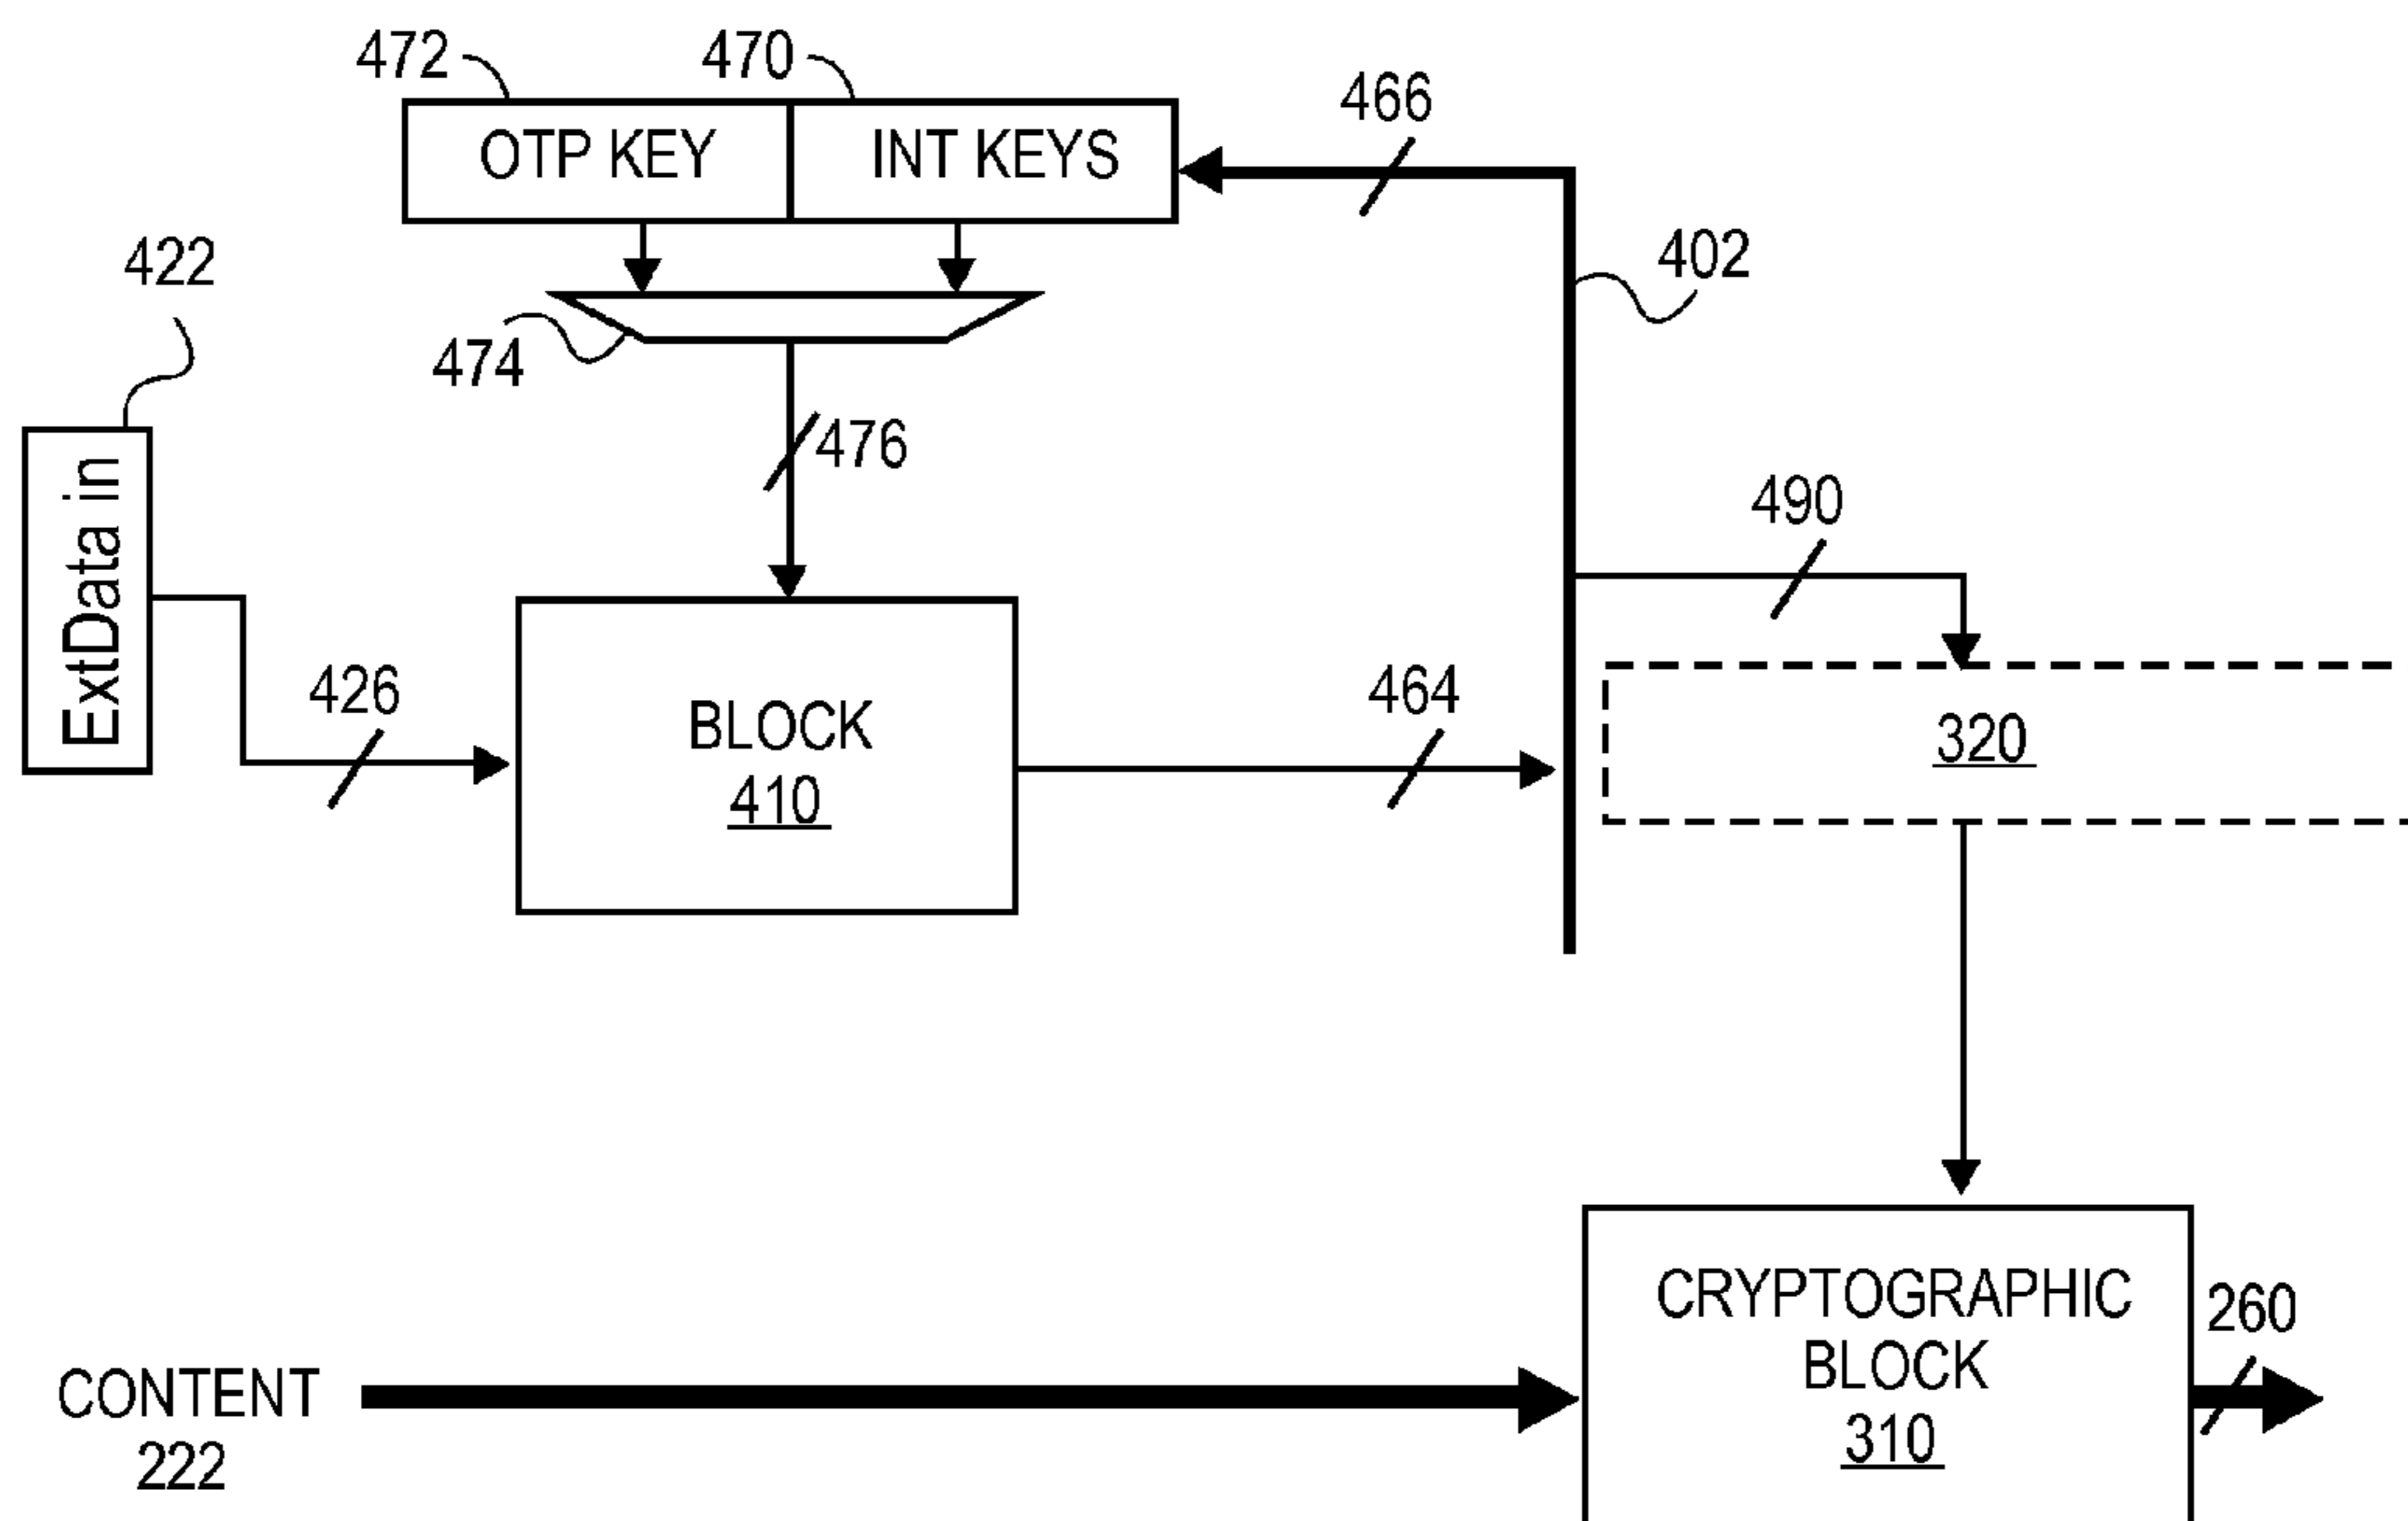 472
470
466
OTP KEY
INT KEYS
422
402
474
476
490
ExtData in
426
BLOCK
410
464
320
CRYPTOGRAPHIC
BLOCK
310
260
CONTENT
222